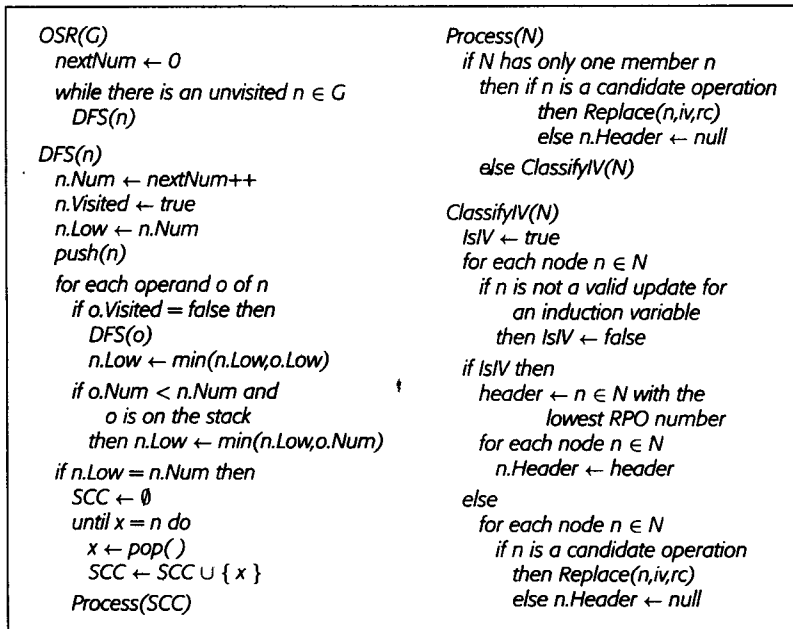 OSR(G)
nextNum ← 0
while there is an unvisited n ∈ G
DFS(n)
DFS(n)
n.Num ← nextNum++
n.Visited ← true
n.Low ← n.Num
push(n)
for each operand o of n
if o.Visited = false then
DFS(o)
n.Low ← min(n.Low,o.Low)
if o.Num < n.Num and
o is on the stack
then n.Low ← min(n.Low,o.Num)
if n.Low = n.Num then
SCC ← ∅
until x = n do
x ← pop( )
SCC ← SCC ∪ { x }
Process(SCC)
Process(N)
if N has only one member n
then if n is a candidate operation
then Replace(n,iv,rc)
else n.Header ← null
else ClassifyIV(N)
ClassifyIV(N)
IsIV ← true
for each node n ∈ N
if n is not a valid update for
an induction variable
then IsIV ← false
if IsIV then
header ← n ∈ N with the
lowest RPO number
for each node n ∈ N
n.Header ← header
else
for each node n ∈ N
if n is a candidate operation
then Replace(n,iv,rc)
else n.Header ← null